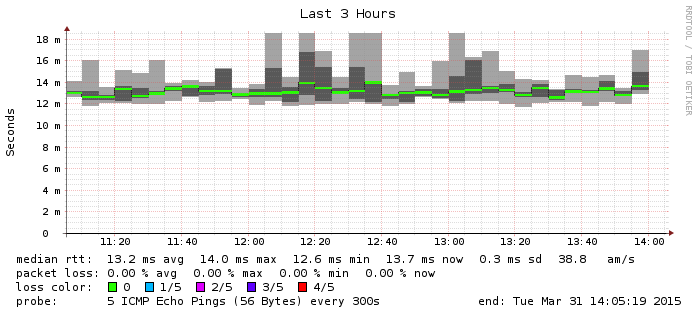 Last 3 Hours
RRDTOOL / TOBI OETIKER
Seconds
18 m
16 m
14 m
12 m
10 m
8 m
6 m
4 m
2 m
0
11:20 11:40 12:00 12:20 12:40 13:00 13:20 13:40 14:00
median rtt: 13.2 ms avg 14.0 ms max 12.6 ms min 13.7 ms now 0.3 ms sd 38.8 am/s
packet loss: 0.00 % avg 0.00 % max 0.00 % min 0.00 % now
loss color: 0 1/5 2/5 3/5 4/5
probe: 5 ICMP Echo Pings (56 Bytes) every 300s end: Tue Mar 31 14:05:19 2015